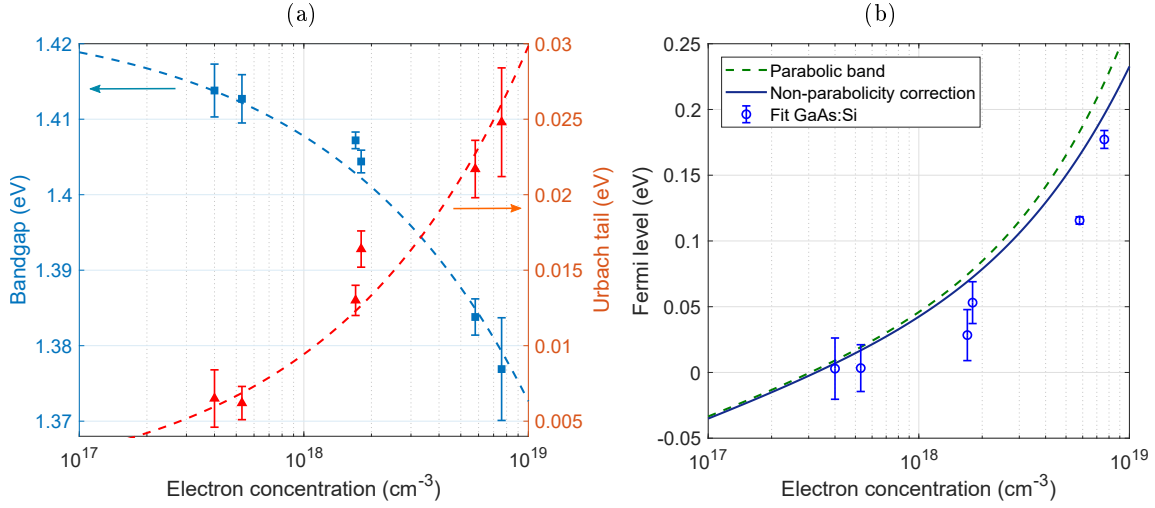 (a)
(b)
1.42
1.41
1.4
1.39
1.38
1.37
Bandgap (eV)
0.03
0.025
0.02
0.015
0.01
0.005
Urbach tail (eV)
10^17
10^18
10^19
Electron concentration (cm^-3)
0.25
0.2
0.15
0.1
0.05
0
-0.05
Fermi level (eV)
Parabolic band
Non-parabolicity correction
Fit GaAs:Si
10^17
10^18
10^19
Electron concentration (cm^-3)